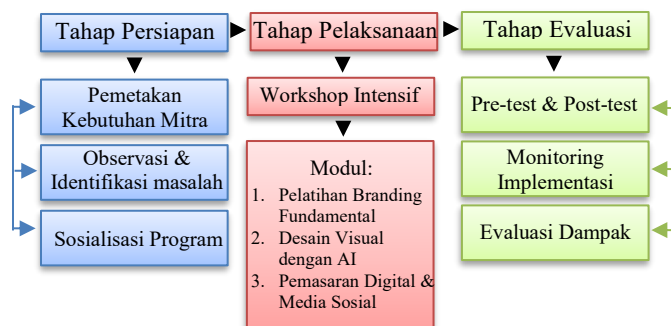 Tahap Persiapan
Tahap Pelaksanaan
Tahap Evaluasi
Pemetakan
Kebutuhan Mitra
Observasi &
Identifikasi masalah
Sosialisasi Program
Workshop Intensif
Modul:
1. Pelatihan Branding
Fundamental
2. Desain Visual
dengan AI
3. Pemasaran Digital &
Media Sosial
Pre-test & Post-test
Monitoring
Implementasi
Evaluasi Dampak